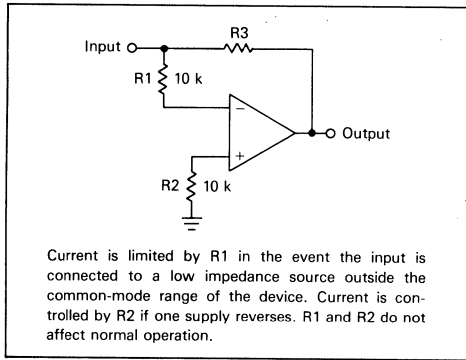 R3
Input
R1 10 k
−
Output
+
R2 10 k
Current is limited by R1 in the event the input is
connected to a low impedance source outside the
common-mode range of the device. Current is con-
trolled by R2 if one supply reverses. R1 and R2 do not
affect normal operation.